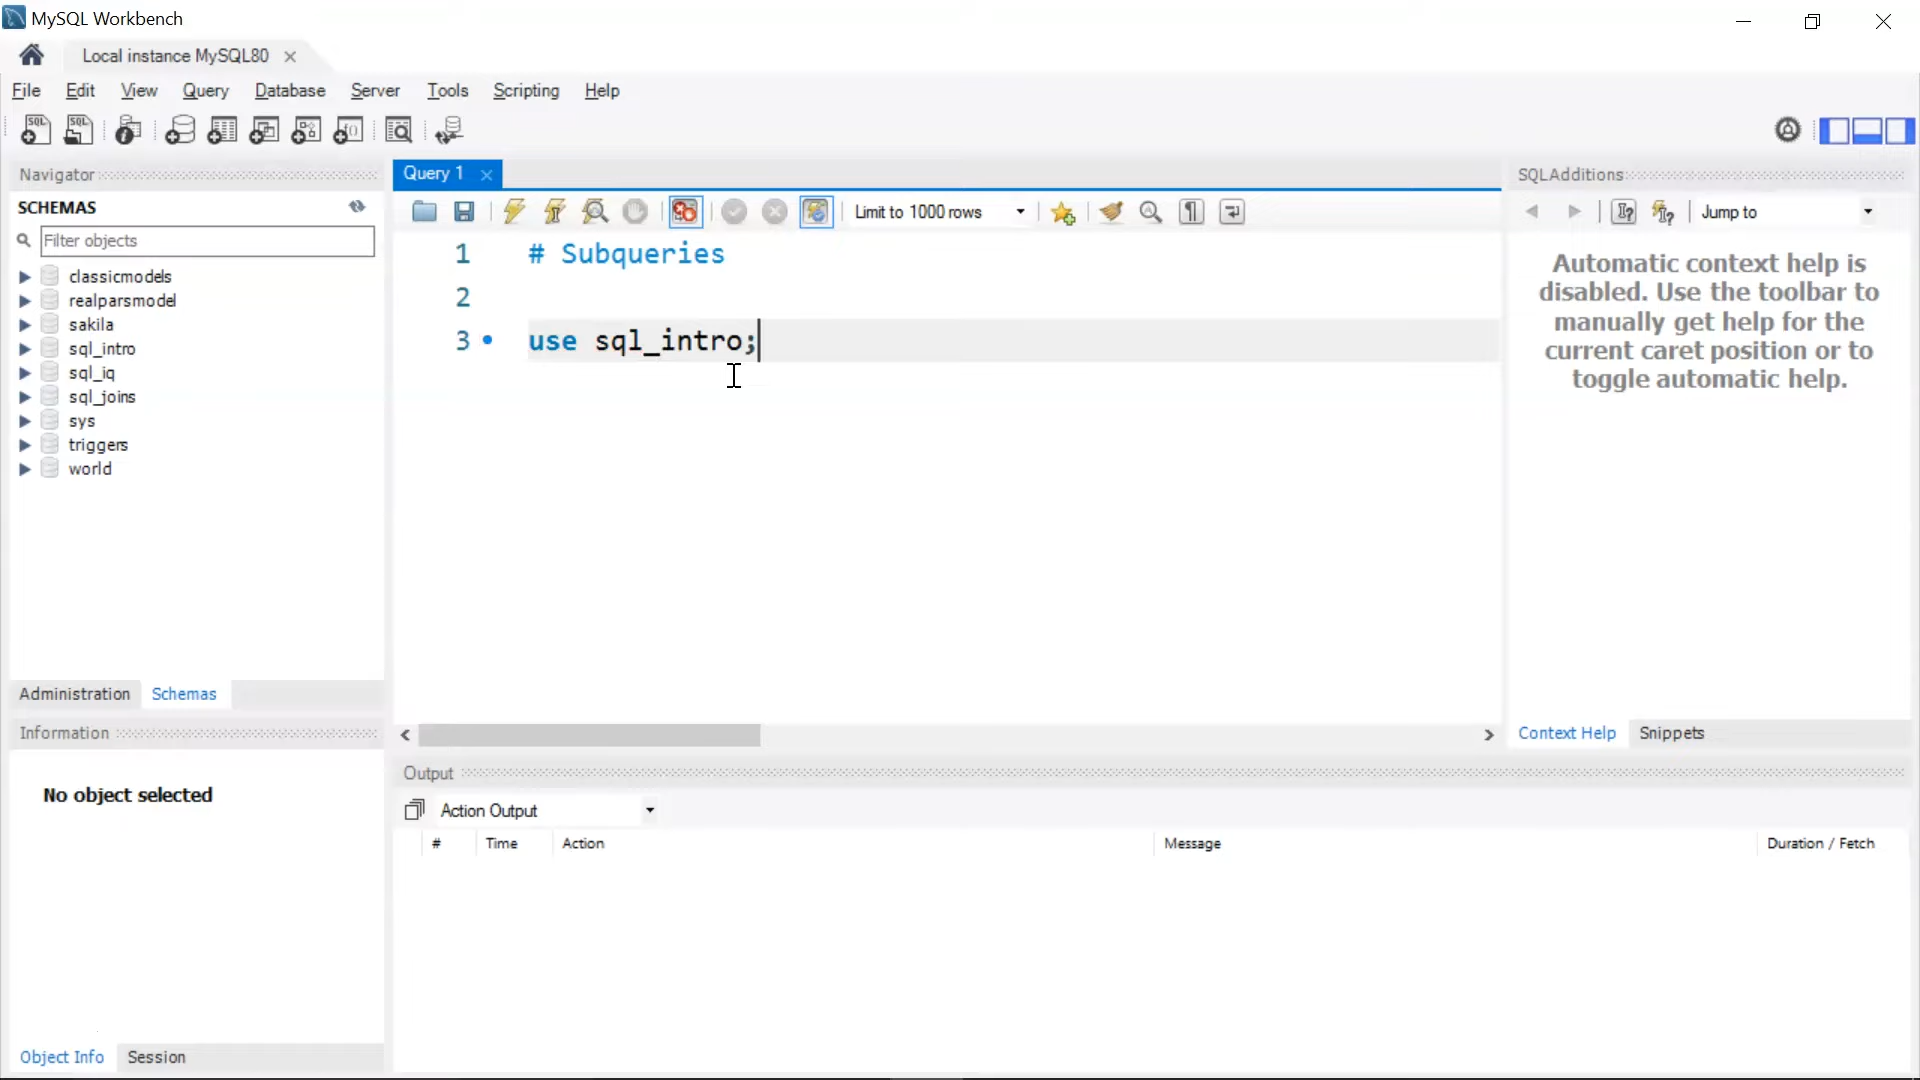 MySQL Workbench
Local instance MySQL80
File Edit View Query Database Server Tools Scripting Help
Navigator
SCHEMAS
Filter objects
classicmodels
realparsmodel
sakila
sql_intro
sql_iq
sql_joins
sys
triggers
world
Administration Schemas
Information
No object selected
Object Info Session
Query 1
Limit to 1000 rows
1 # Subqueries
2
3 use sql_intro;
SQLAdditions
Jump to
Automatic context help is
disabled. Use the toolbar to
manually get help for the
current caret position or to
toggle automatic help.
Context Help Snippets
Output
Action Output
# Time Action Message Duration / Fetch